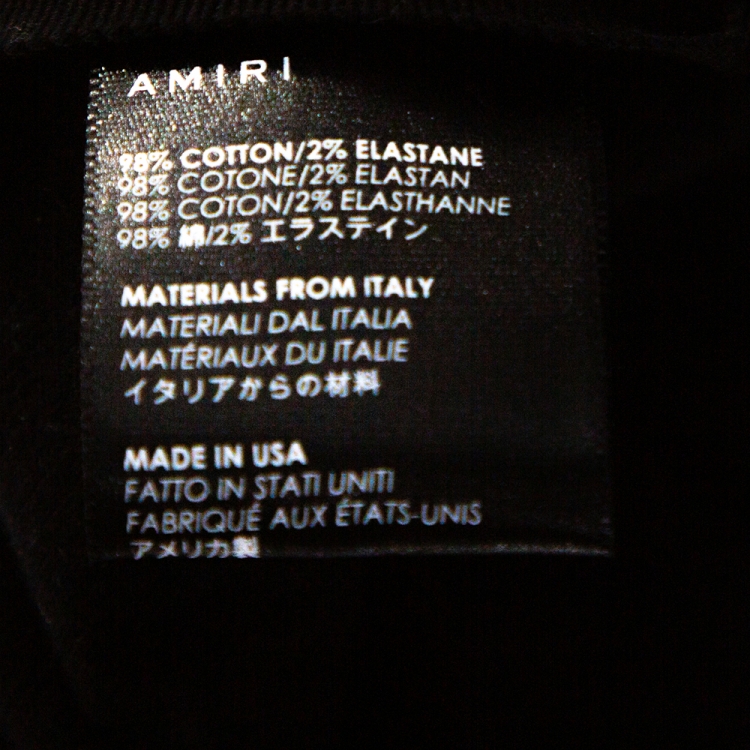 AMIRI
98% COTTON/2% ELASTANE
98% COTONE/2% ELASTAN
98% COTON/2% ELASTHANNE
98% 綿/2% エラステイン
MATERIALS FROM ITALY
MATERIALI DAL ITALIA
MATÉRIAUX DU ITALIE
イタリアからの材料
MADE IN USA
FATTO IN STATI UNITI
FABRIQUÉ AUX ÉTATS-UNIS
アメリカ製